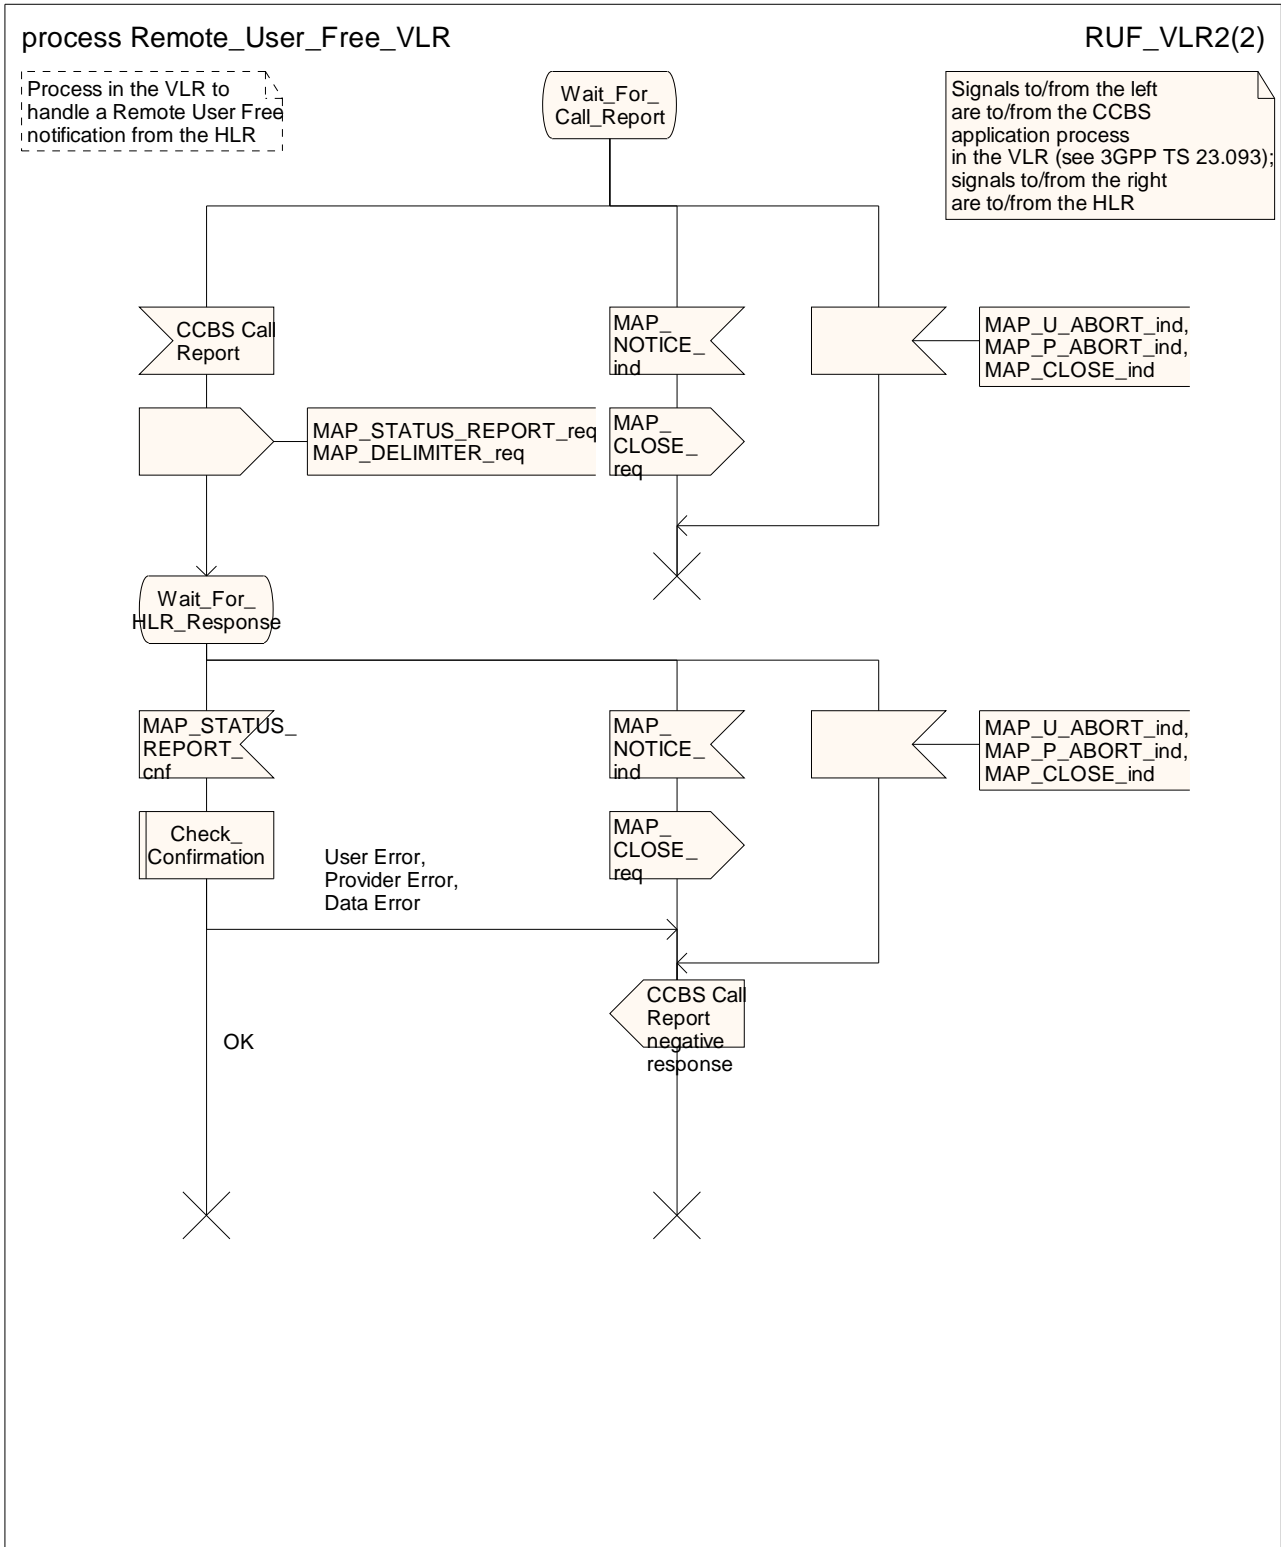 process Remote_User_Free_VLR
RUF_VLR2(2)
Process in the VLR to
handle a Remote User Free
notification from the HLR
Wait_For_
Call_Report
Signals to/from the left
are to/from the CCBS
application process
in the VLR (see 3GPP TS 23.093);
signals to/from the right
are to/from the HLR
CCBS Call
Report
MAP_
NOTICE_
ind
MAP_U_ABORT_ind,
MAP_P_ABORT_ind,
MAP_CLOSE_ind
MAP_STATUS_REPORT_req
MAP_DELIMITER_req
MAP_
CLOSE_
req
Wait_For_
HLR_Response
MAP_STATUS_
REPORT_
cnf
MAP_
NOTICE_
ind
MAP_U_ABORT_ind,
MAP_P_ABORT_ind,
MAP_CLOSE_ind
Check_
Confirmation
User Error,
Provider Error,
Data Error
MAP_
CLOSE_
req
OK
CCBS Call
Report
negative
response